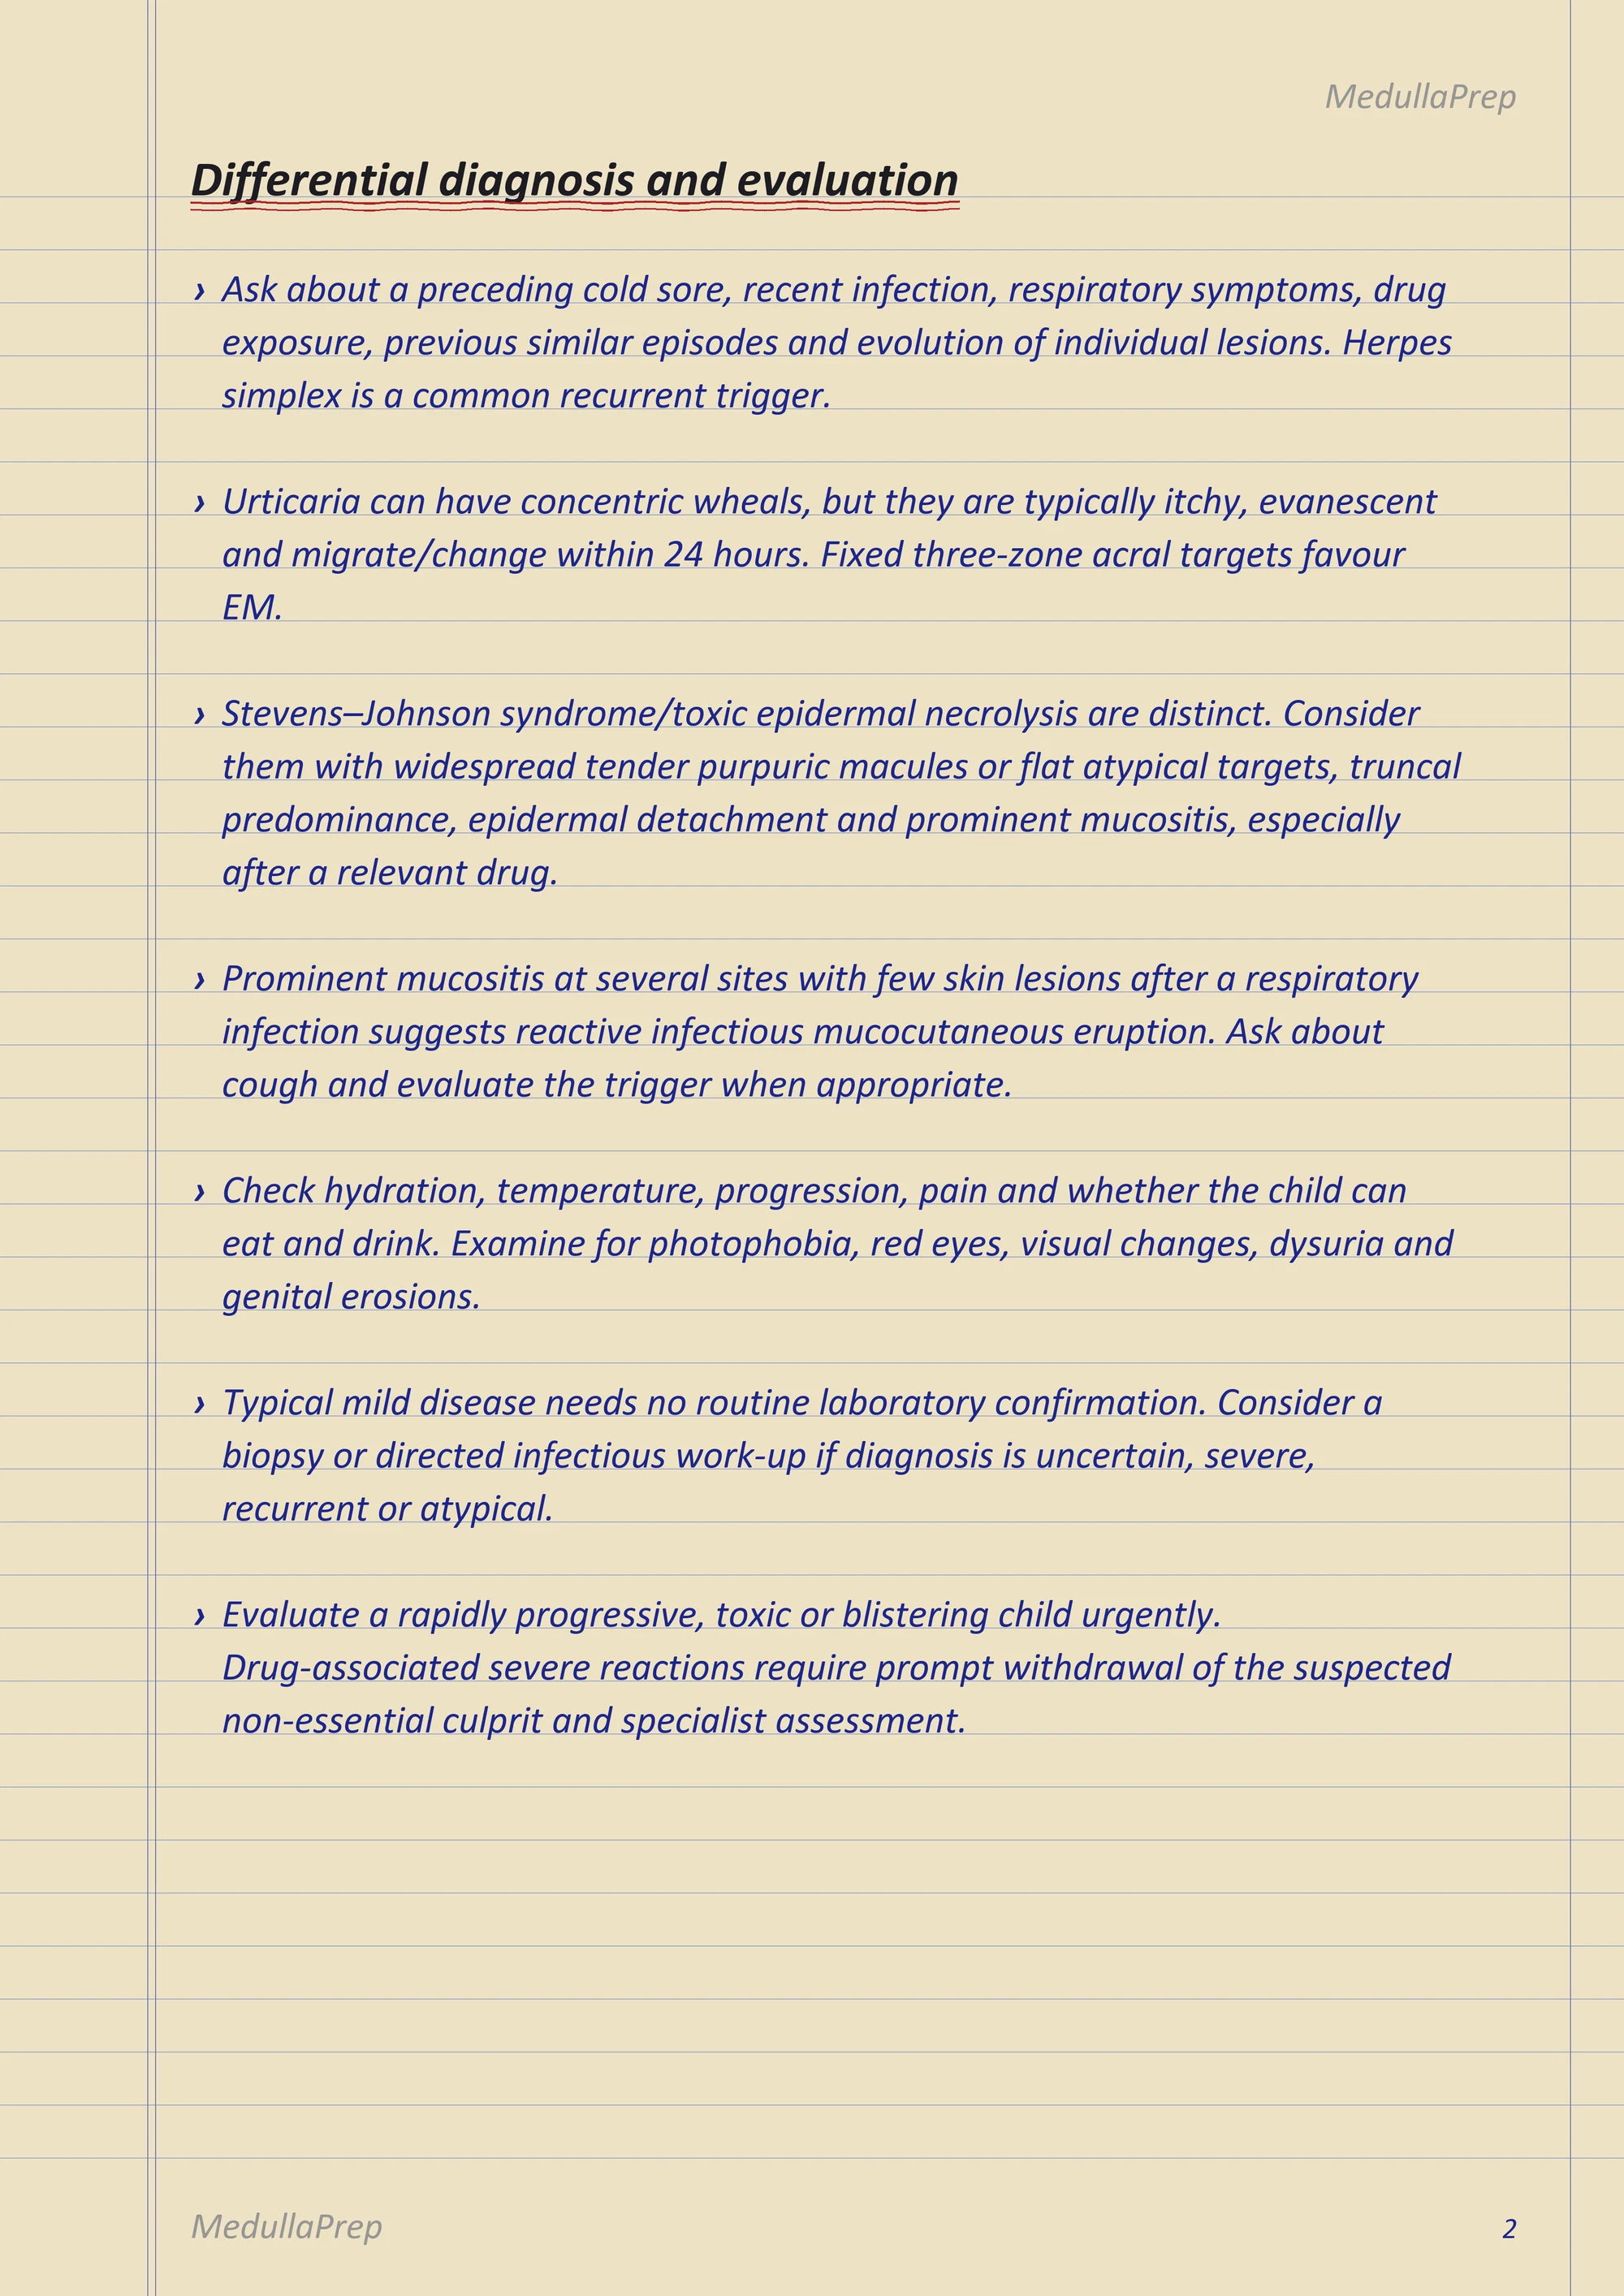 MedullaPrep
Differential diagnosis and evaluation
› Ask about a preceding cold sore, recent infection, respiratory symptoms, drug
exposure, previous similar episodes and evolution of individual lesions. Herpes
simplex is a common recurrent trigger.
› Urticaria can have concentric wheals, but they are typically itchy, evanescent
and migrate/change within 24 hours. Fixed three-zone acral targets favour
EM.
› Stevens–Johnson syndrome/toxic epidermal necrolysis are distinct. Consider
them with widespread tender purpuric macules or flat atypical targets, truncal
predominance, epidermal detachment and prominent mucositis, especially
after a relevant drug.
› Prominent mucositis at several sites with few skin lesions after a respiratory
infection suggests reactive infectious mucocutaneous eruption. Ask about
cough and evaluate the trigger when appropriate.
› Check hydration, temperature, progression, pain and whether the child can
eat and drink. Examine for photophobia, red eyes, visual changes, dysuria and
genital erosions.
› Typical mild disease needs no routine laboratory confirmation. Consider a
biopsy or directed infectious work-up if diagnosis is uncertain, severe,
recurrent or atypical.
› Evaluate a rapidly progressive, toxic or blistering child urgently.
Drug-associated severe reactions require prompt withdrawal of the suspected
non-essential culprit and specialist assessment.
MedullaPrep
2